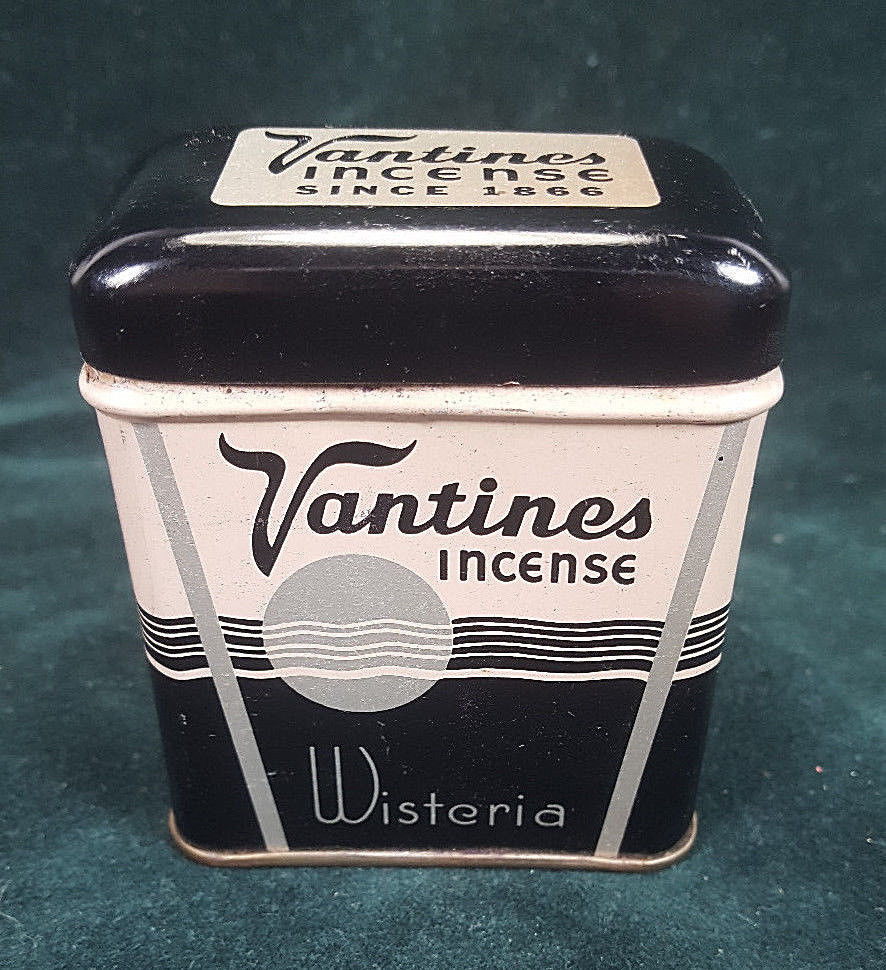 Vantines
INCENSE
SINCE 1866
Vantines
INCENSE
Wisteria